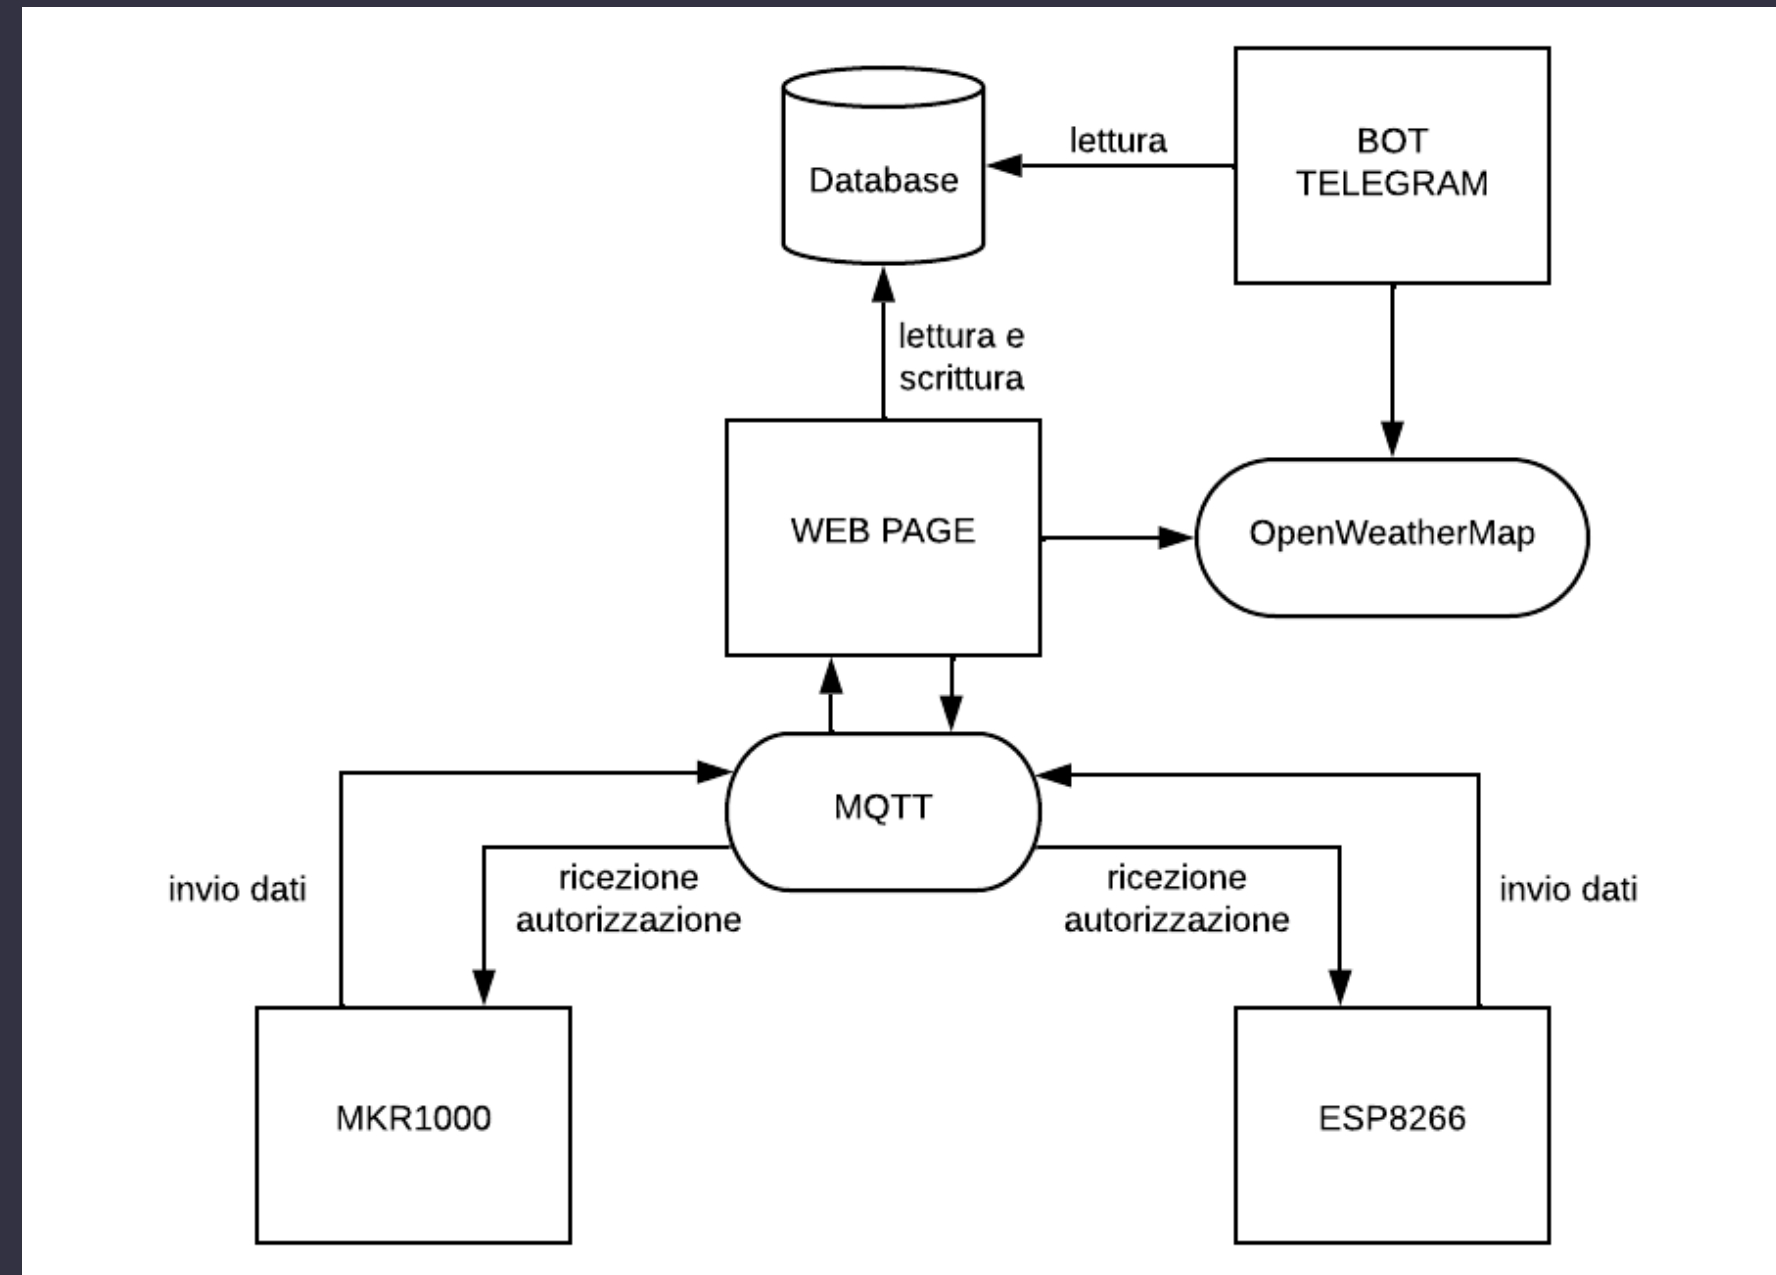 BOT
TELEGRAM
lettura
Database
lettura e
scrittura
WEB PAGE
OpenWeatherMap
MQTT
invio dati
ricezione
autorizzazione
ricezione
autorizzazione
invio dati
MKR1000
ESP8266